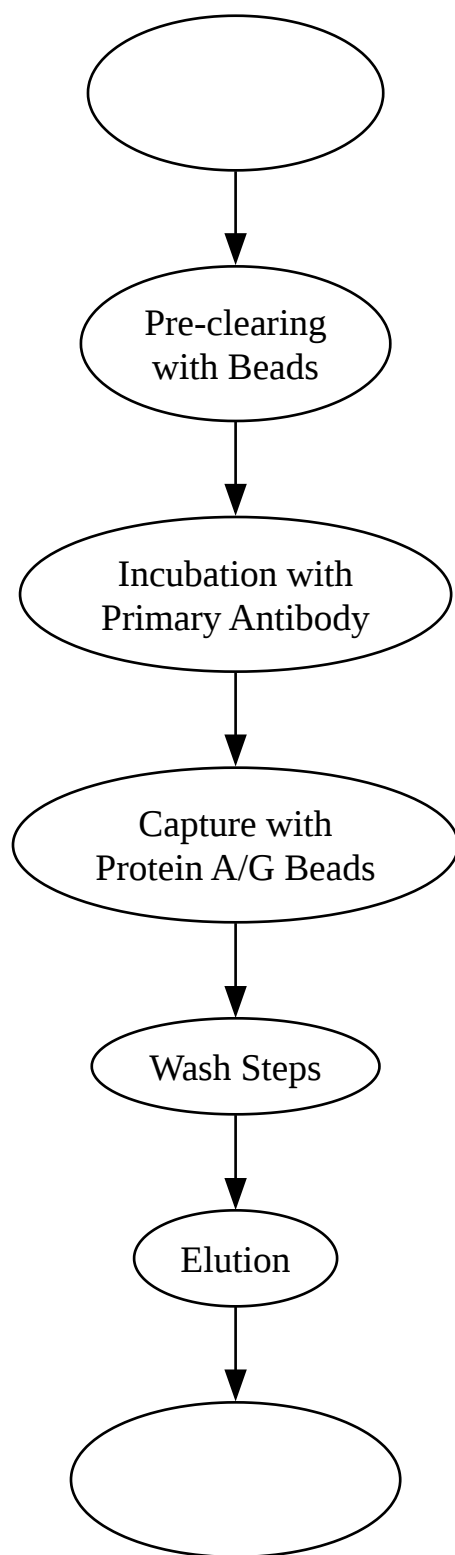 Pre-clearing
with Beads
Incubation with
Primary Antibody
Capture with
Protein A/G Beads
Wash Steps
Elution